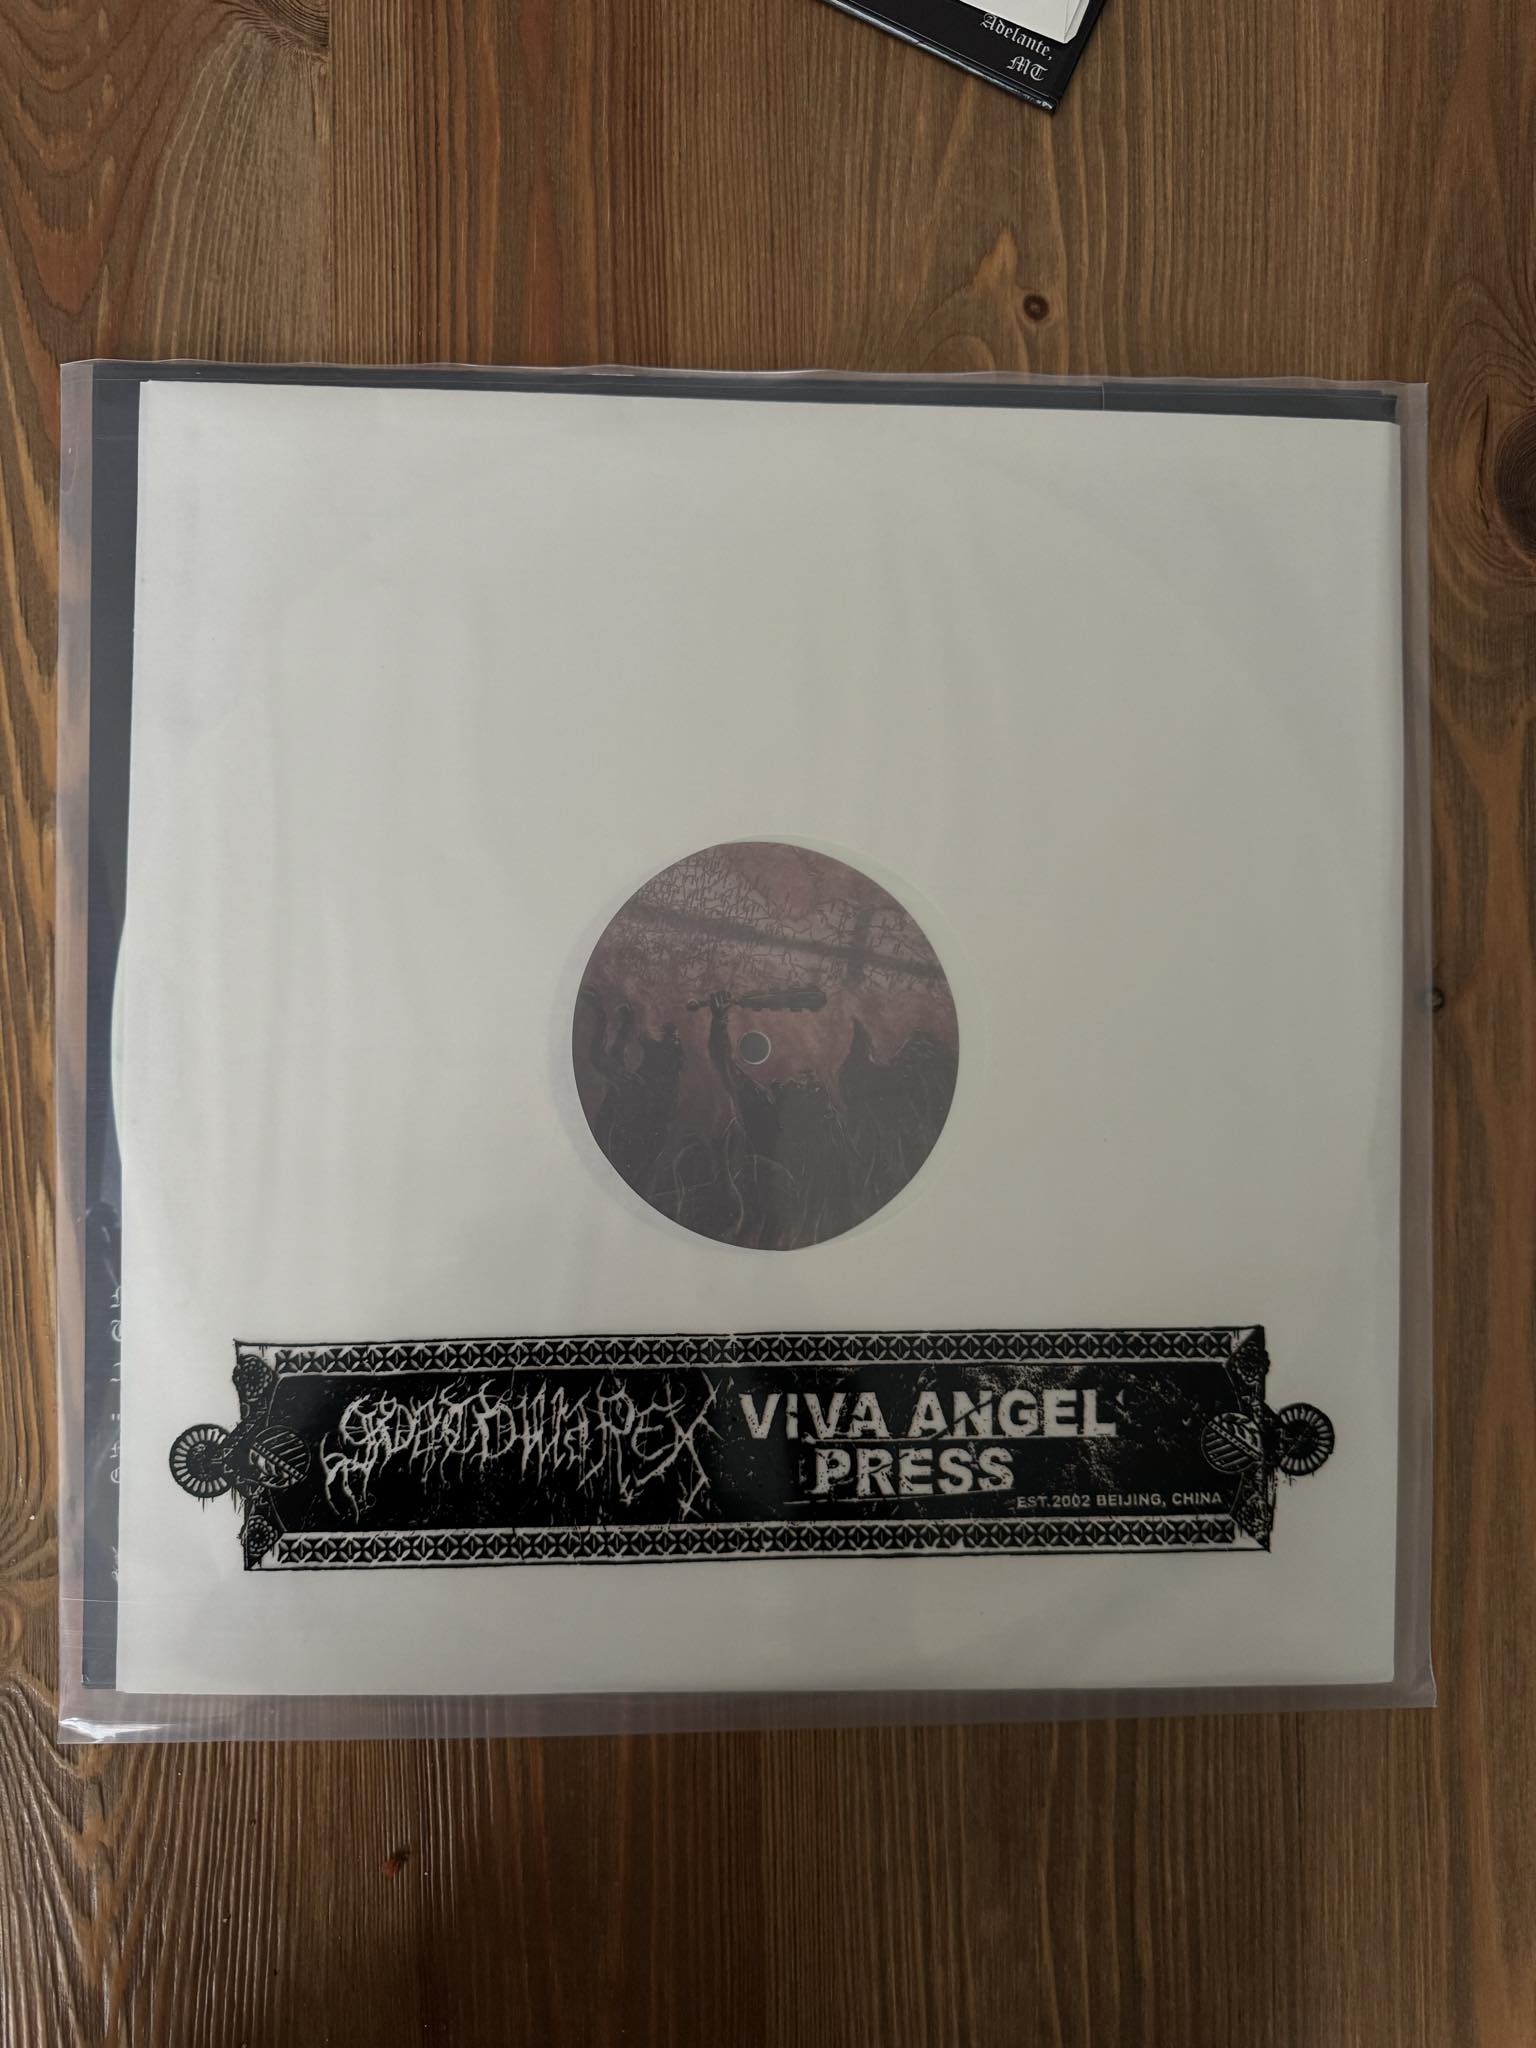 Adelante,
MT
VIVA ANGEL
PRESS
EST.2002 BEIJING, CHINA